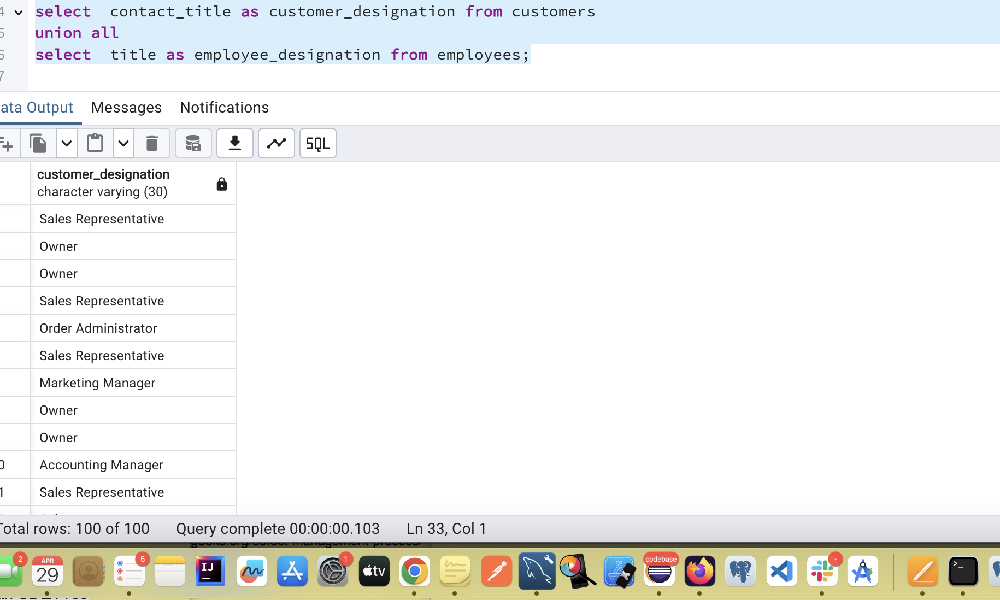 4 select contact_title as customer_designation from customers
5 union all
6 select title as employee_designation from employees;
7
ata Output Messages Notifications
SQL
customer_designation
character varying (30)
Sales Representative
Owner
Owner
Sales Representative
Order Administrator
Sales Representative
Marketing Manager
Owner
Owner
0 Accounting Manager
1 Sales Representative
Total rows: 100 of 100 Query complete 00:00:00.103 Ln 33, Col 1
2
APR
29
5
IJ
1
tv
codebase
>_